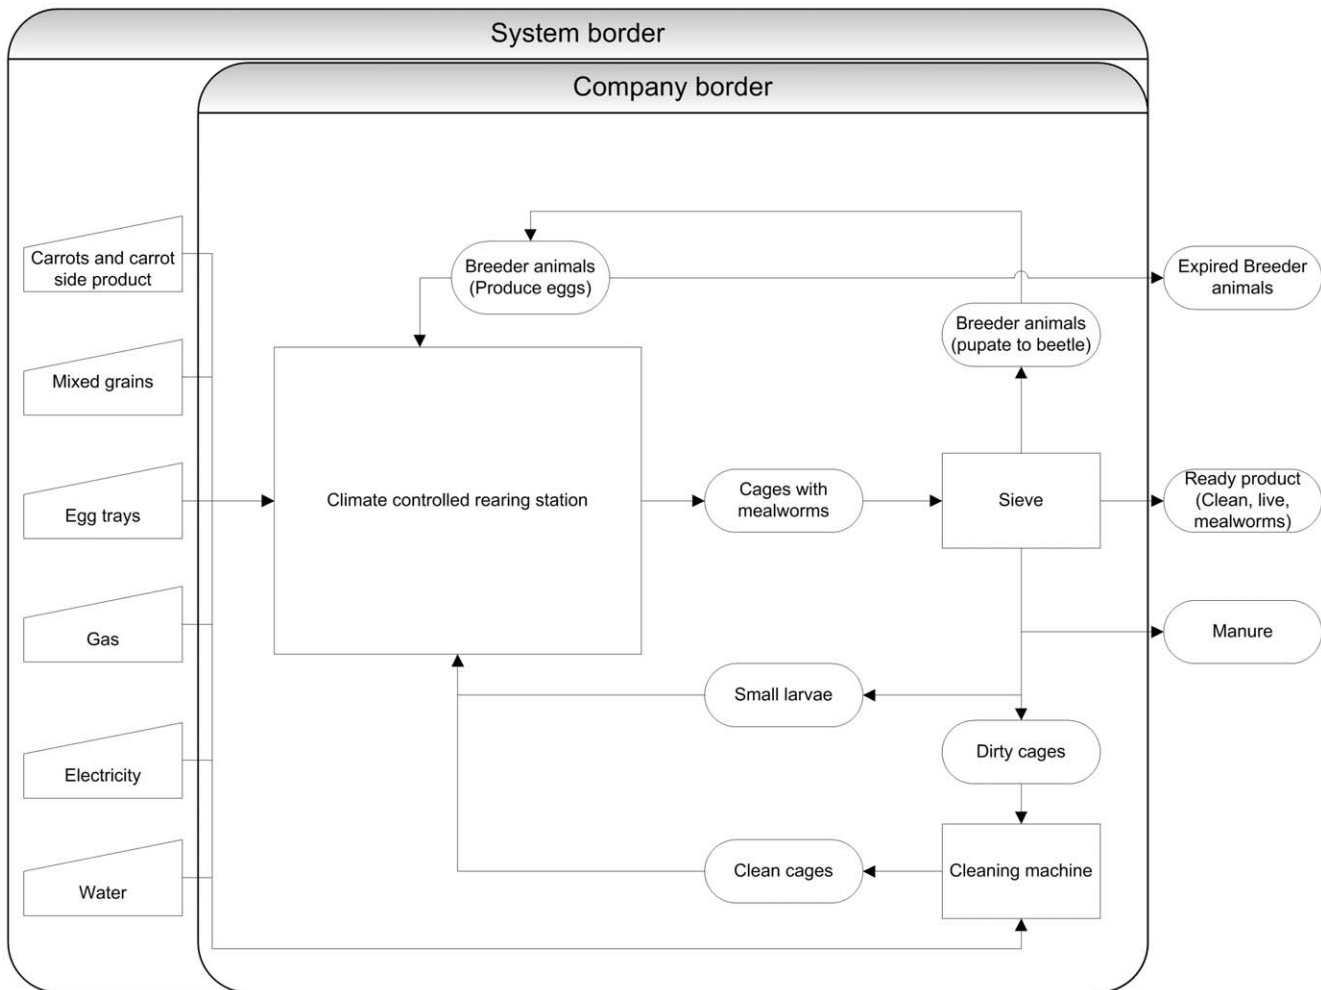 System border
Company border
Carrots and carrot
side product
Mixed grains
Egg trays
Gas
Electricity
Water
Breeder animals
(Produce eggs)
Expired Breeder
animals
Breeder animals
(pupate to beetle)
Climate controlled rearing station
Cages with
mealworms
Sieve
Ready product
(Clean, live,
mealworms)
Manure
Small larvae
Dirty cages
Clean cages
Cleaning machine